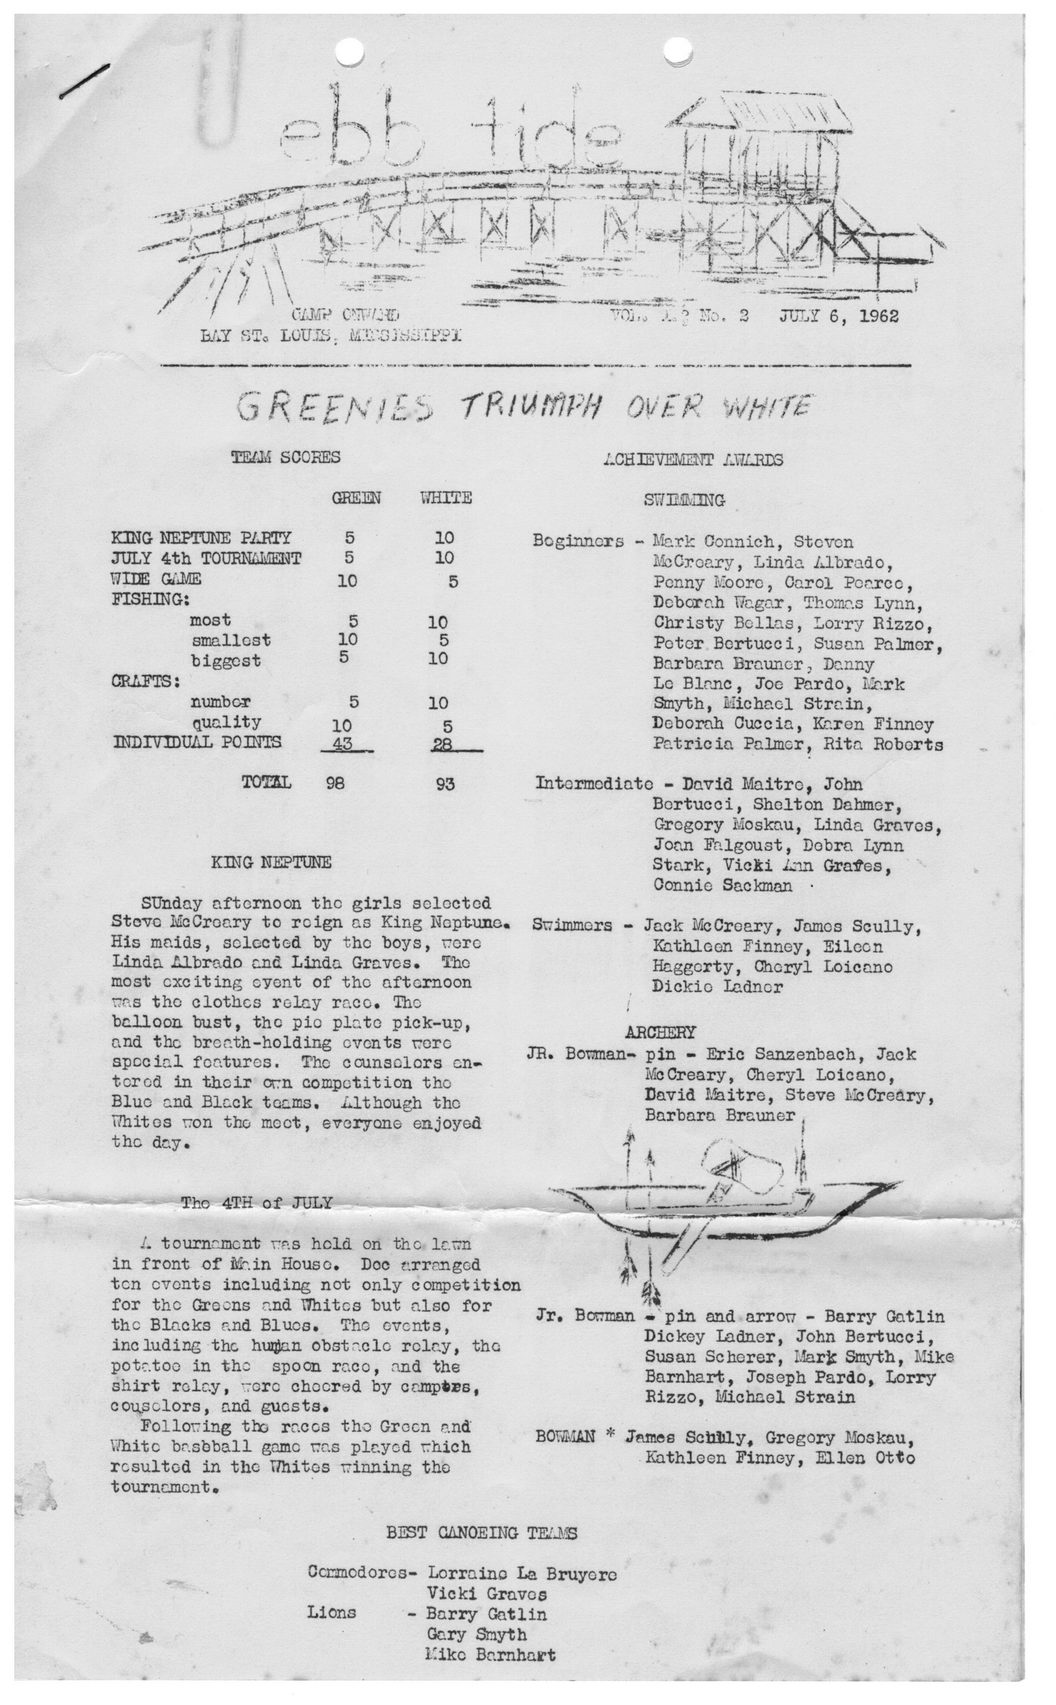 ebb tide
CAMP ONWARD
BAY ST. LOUIS, MISSISSIPPI
VOL. No. 2 JULY 6, 1962
GREENIES TRIUMPH OVER WHITE
TEAM SCORES
GREEN WHITE
KING NEPTUNE PARTY 5 10
JULY 4th TOURNAMENT 5 10
WIDE GAME 10 5
FISHING:
most 5 10
smallest 10 5
biggest 5 10
CRAFTS:
number 5 10
quality 10 5
INDIVIDUAL POINTS 43 28
TOTAL 98 93
KING NEPTUNE
SUnday afternoon the girls selected
Steve McCreary to reign as King Neptune.
His maids, selected by the boys, were
Linda Albrado and Linda Graves. The
most exciting event of the afternoon
was the clothes relay race. The
balloon bust, the pie plate pick-up,
and the breath-holding events were
special features. The counselors en-
tered in their own competition the
Blue and Black teams. Although the
Whites won the meet, everyone enjoyed
the day.
The 4TH of JULY
A tournament was held on the lawn
in front of Main House. Doc arranged
ten events including not only competition
for the Greens and Whites but also for
the Blacks and Blues. The events,
including the human obstacle relay, the
potatoe in the spoon race, and the
shirt relay, were cheered by campers,
couselors, and guests.
Following the races the Green and
White basbball game was played which
resulted in the Whites winning the
tournament.
ACHIEVEMENT AWARDS
SWIMMING
Beginners - Mark Connich, Steven
McCreary, Linda Albrado,
Penny Moore, Carol Pearce,
Deborah Wagar, Thomas Lynn,
Christy Bellas, Lorry Rizzo,
Peter Bertucci, Susan Palmer,
Barbara Brauner, Danny
Le Blanc, Joe Pardo, Mark
Smyth, Michael Strain,
Deborah Cuccia, Karen Finney
Patricia Palmer, Rita Roberts
Intermediate - David Maitre, John
Bertucci, Shelton Dahmer,
Gregory Moskau, Linda Graves,
Joan Falgoust, Debra Lynn
Stark, Vicki Ann Graves,
Connie Sackman
Swimmers - Jack McCreary, James Scully,
Kathleen Finney, Eileen
Haggerty, Cheryl Loicano
Dickie Ladner
ARCHERY
JR. Bowman- pin - Eric Sanzenbach, Jack
McCreary, Cheryl Loicano,
David Maitre, Steve McCreary,
Barbara Brauner
Jr. Bowman - pin and arrow - Barry Gatlin
Dickey Ladner, John Bertucci,
Susan Scherer, Mark Smyth, Mike
Barnhart, Joseph Pardo, Lorry
Rizzo, Michael Strain
BOWMAN * James Scully, Gregory Moskau,
Kathleen Finney, Ellen Otto
BEST CANOEING TEAMS
Commodores- Lorraine La Bruyere
Vicki Graves
Lions - Barry Gatlin
Gary Smyth
Mike Barnhart